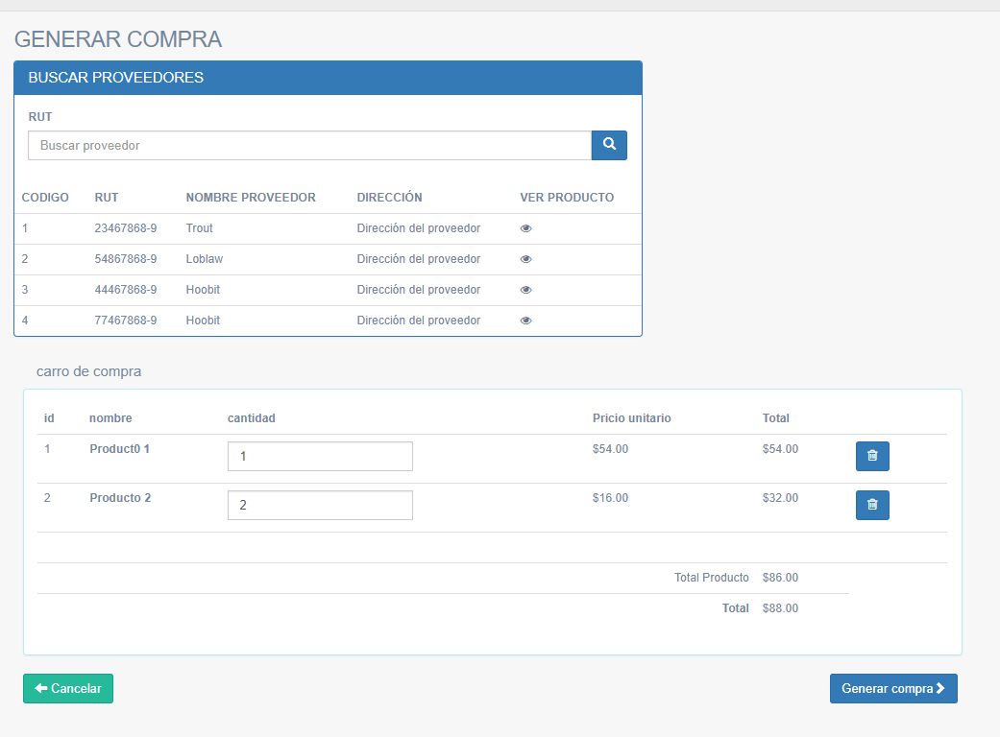 GENERAR COMPRA
BUSCAR PROVEEDORES
RUT
Buscar proveedor
CODIGO RUT NOMBRE PROVEEDOR DIRECCIÓN VER PRODUCTO
1 23467868-9 Trout Dirección del proveedor
2 54867868-9 Loblaw Dirección del proveedor
3 44467868-9 Hoobit Dirección del proveedor
4 77467868-9 Hoobit Dirección del proveedor
carro de compra
id nombre cantidad Pricio unitario Total
1 Product0 1 1 $54.00 $54.00
2 Producto 2 2 $16.00 $32.00
Total Producto $86.00
Total $88.00
Cancelar Generar compra